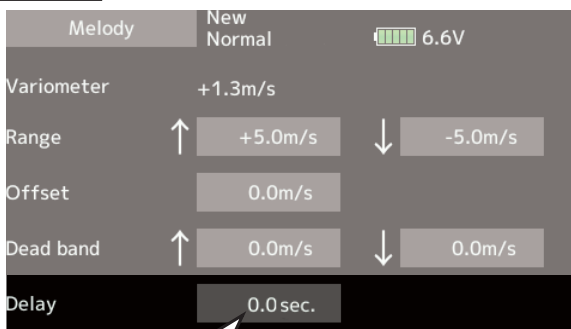 Melody New Normal 6.6V
Variometer +1.3m/s
Range ↑ +5.0m/s ↓ -5.0m/s
Offset 0.0m/s
Dead band ↑ 0.0m/s ↓ 0.0m/s
Delay 0.0 sec.